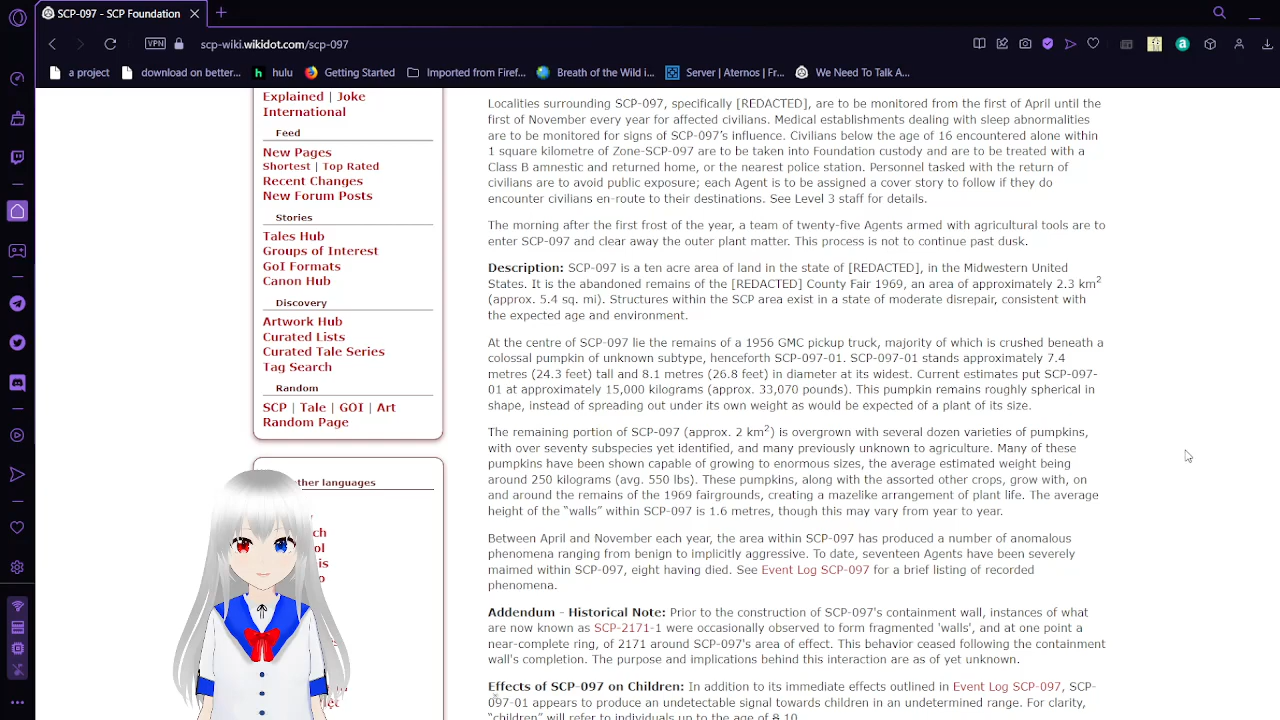 SCP-097 - SCP Foundation
VPN
scp-wiki.wikidot.com/scp-097
a project
download on better...
hulu
Getting Started
Imported from Firef...
Breath of the Wild i...
Server | Aternos | Fr...
We Need To Talk A...
Explained | Joke
International
Feed
New Pages
Shortest | Top Rated
Recent Changes
New Forum Posts
Stories
Tales Hub
Groups of Interest
GoI Formats
Canon Hub
Discovery
Artwork Hub
Curated Lists
Curated Tale Series
Tag Search
Random
SCP | Tale | GOI | Art
Random Page
ther languages
Localities surrounding SCP-097, specifically [REDACTED], are to be monitored from the first of April until the
first of November every year for affected civilians. Medical establishments dealing with sleep abnormalities
are to be monitored for signs of SCP-097's influence. Civilians below the age of 16 encountered alone within
1 square kilometre of Zone-SCP-097 are to be taken into Foundation custody and are to be treated with a
Class B amnestic and returned home, or the nearest police station. Personnel tasked with the return of
civilians are to avoid public exposure; each Agent is to be assigned a cover story to follow if they do
encounter civilians en-route to their destinations. See Level 3 staff for details.
The morning after the first frost of the year, a team of twenty-five Agents armed with agricultural tools are to
enter SCP-097 and clear away the outer plant matter. This process is not to continue past dusk.
Description: SCP-097 is a ten acre area of land in the state of [REDACTED], in the Midwestern United
States. It is the abandoned remains of the [REDACTED] County Fair 1969, an area of approximately 2.3 km2
(approx. 5.4 sq. mi). Structures within the SCP area exist in a state of moderate disrepair, consistent with
the expected age and environment.
At the centre of SCP-097 lie the remains of a 1956 GMC pickup truck, majority of which is crushed beneath a
colossal pumpkin of unknown subtype, henceforth SCP-097-01. SCP-097-01 stands approximately 7.4
metres (24.3 feet) tall and 8.1 metres (26.8 feet) in diameter at its widest. Current estimates put SCP-097-
01 at approximately 15,000 kilograms (approx. 33,070 pounds). This pumpkin remains roughly spherical in
shape, instead of spreading out under its own weight as would be expected of a plant of its size.
The remaining portion of SCP-097 (approx. 2 km2) is overgrown with several dozen varieties of pumpkins,
with over seventy subspecies yet identified, and many previously unknown to agriculture. Many of these
pumpkins have been shown capable of growing to enormous sizes, the average estimated weight being
around 250 kilograms (avg. 550 lbs). These pumpkins, along with the assorted other crops, grow with, on
and around the remains of the 1969 fairgrounds, creating a mazelike arrangement of plant life. The average
height of the “walls” within SCP-097 is 1.6 metres, though this may vary from year to year.
Between April and November each year, the area within SCP-097 has produced a number of anomalous
phenomena ranging from benign to implicitly aggressive. To date, seventeen Agents have been severely
maimed within SCP-097, eight having died. See Event Log SCP-097 for a brief listing of recorded
phenomena.
Addendum - Historical Note: Prior to the construction of SCP-097's containment wall, instances of what
are now known as SCP-2171-1 were occasionally observed to form fragmented 'walls', and at one point a
near-complete ring, of 2171 around SCP-097's area of effect. This behavior ceased following the containment
wall's completion. The purpose and implications behind this interaction are as of yet unknown.
Effects of SCP-097 on Children: In addition to its immediate effects outlined in Event Log SCP-097, SCP-
097-01 appears to produce an undetectable signal towards children in an undetermined range. For clarity,
“children” will refer to individuals up to the age of 8.10